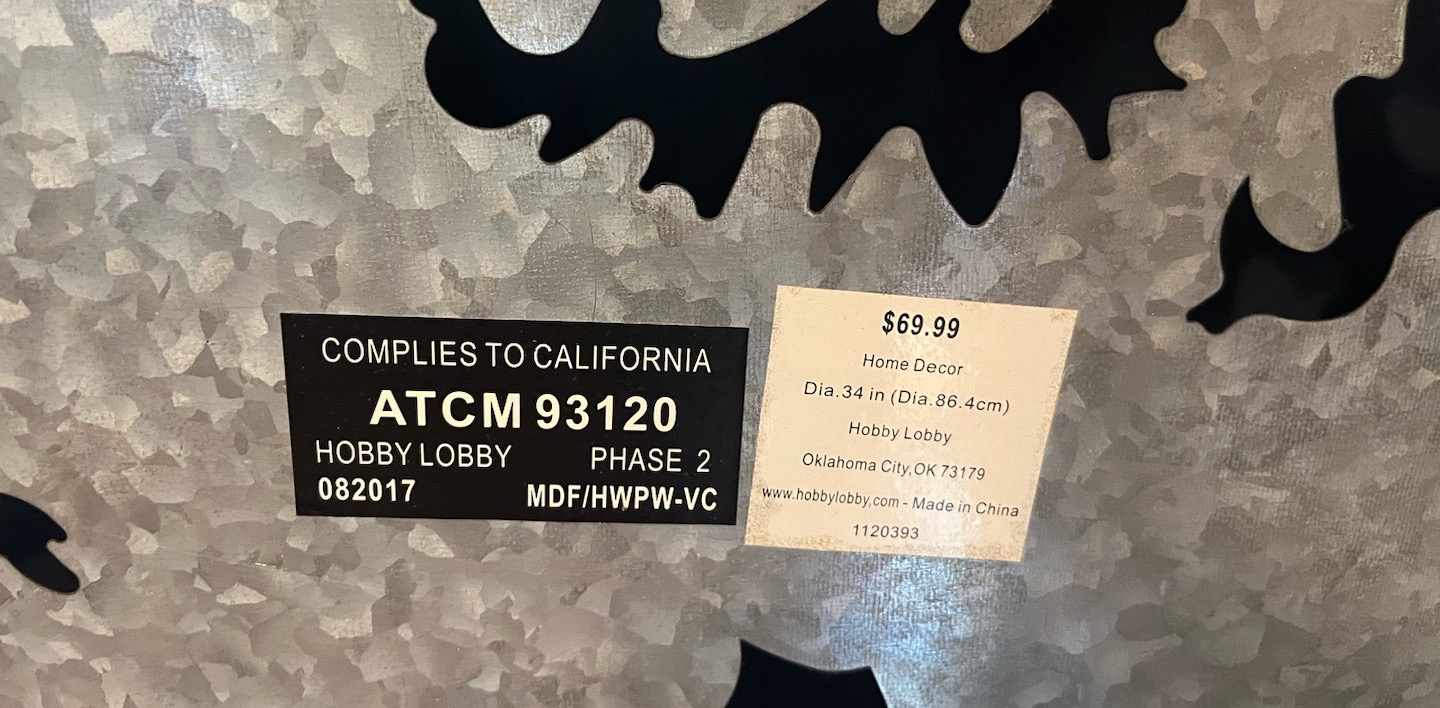 COMPLIES TO CALIFORNIA
ATCM 93120
HOBBY LOBBY PHASE 2
082017 MDF/HWPW-VC
$69.99
Home Decor
Dia.34 in (Dia.86.4cm)
Hobby Lobby
Oklahoma City,OK 73179
www.hobbylobby.com - Made in China
1120393